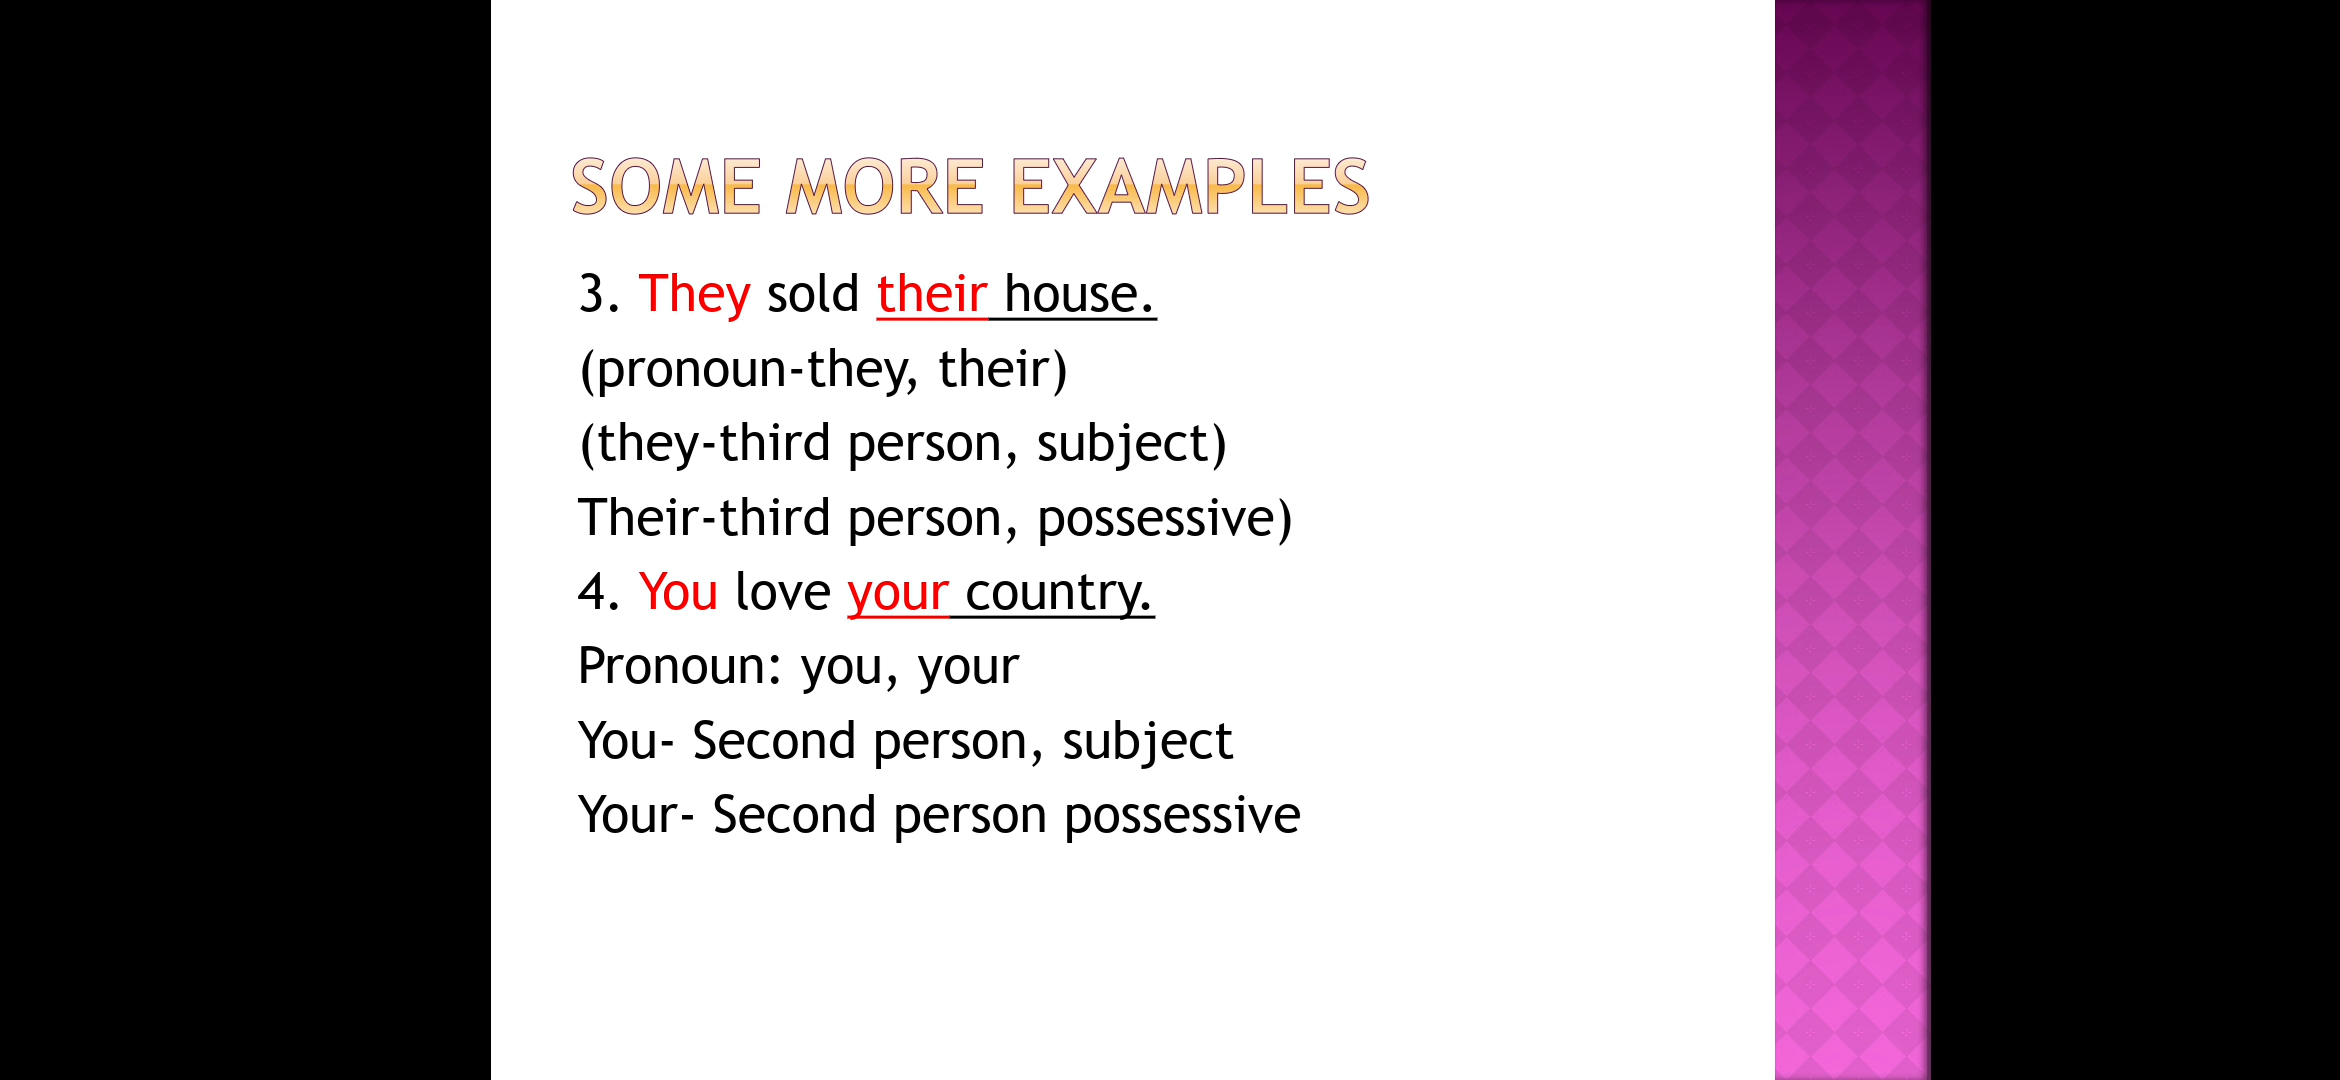 SOME MORE EXAMPLES
3. They sold their house.
(pronoun-they, their)
(they-third person, subject)
Their-third person, possessive)
4. You love your country.
Pronoun: you, your
You- Second person, subject
Your- Second person possessive